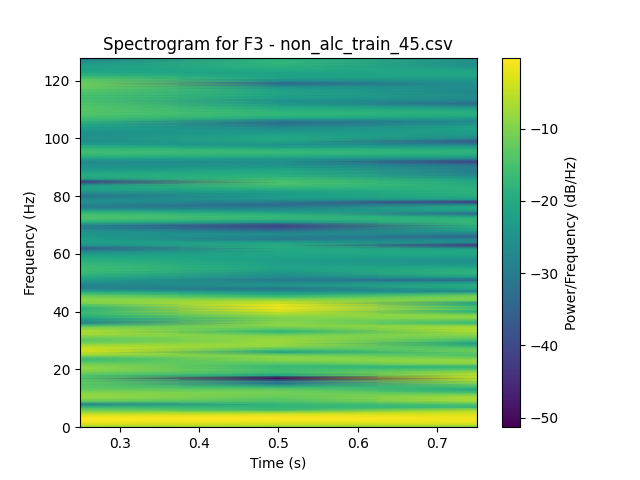 Spectrogram for F3 - non_alc_train_45.csv
120
100
80
60
40
20
0
Frequency (Hz)
0.3 0.4 0.5 0.6 0.7
Time (s)
−10
−20
−30
−40
−50
Power/Frequency (dB/Hz)